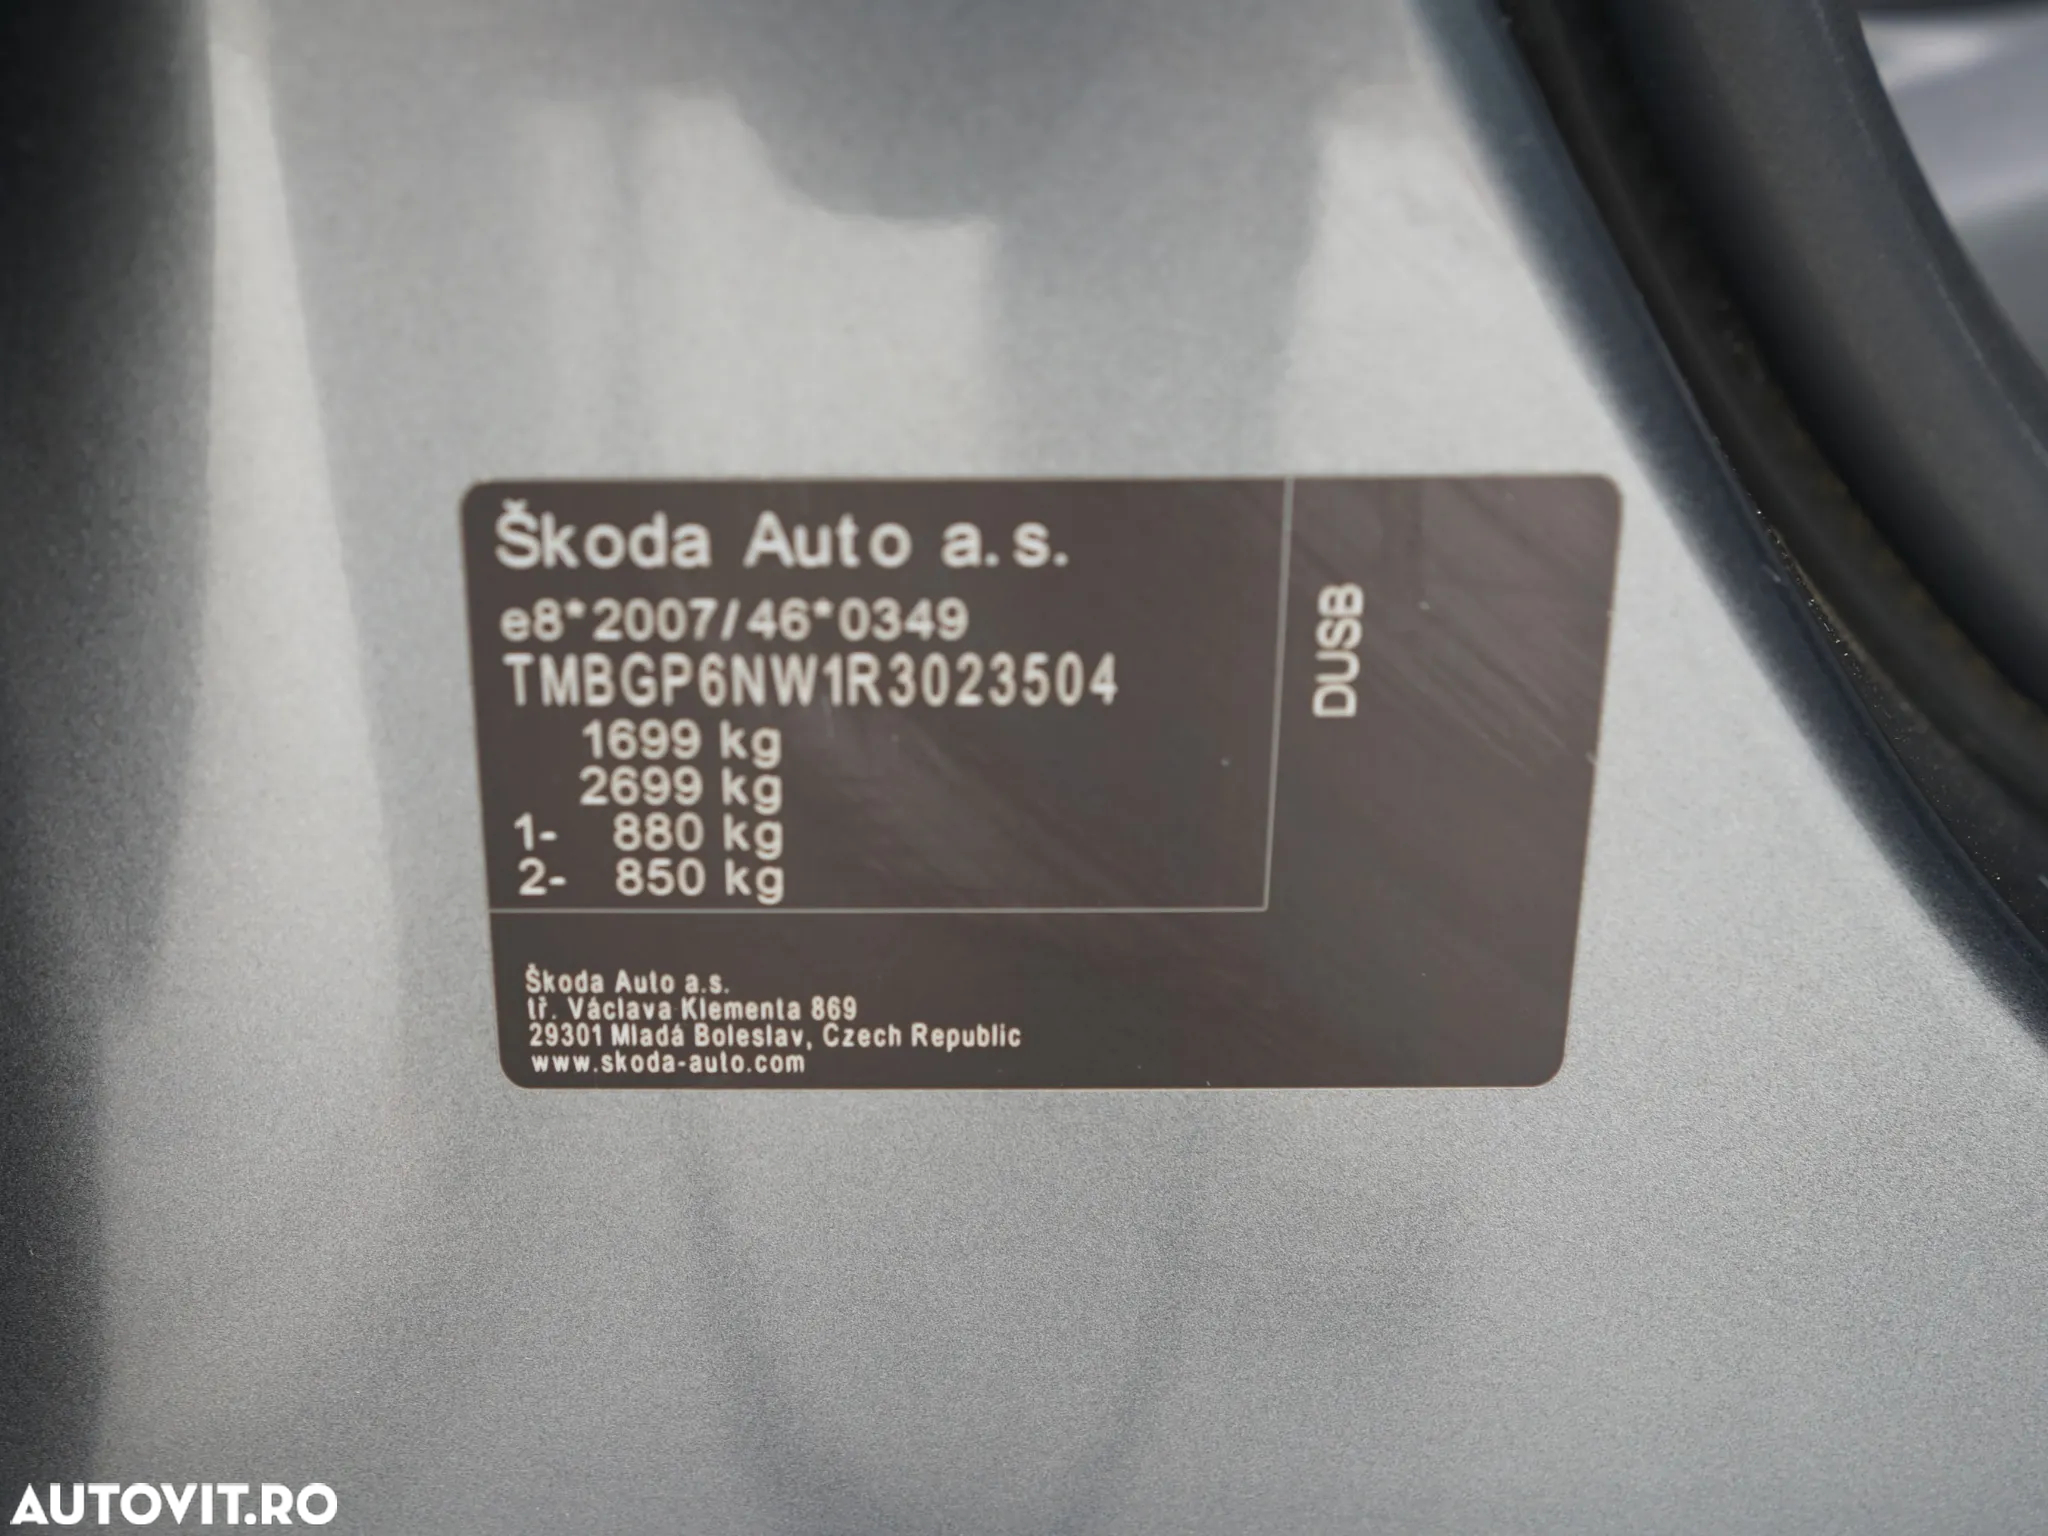 Škoda Auto a.s.
e8*2007/46*0349
TMBGP6NW1R3023504
1699 kg
2699 kg
1- 880 kg
2- 850 kg
DUSB
Škoda Auto a.s.
tř. Václava Klementa 869
29301 Mladá Boleslav, Czech Republic
www.skoda-auto.com
AUTOVIT.RO